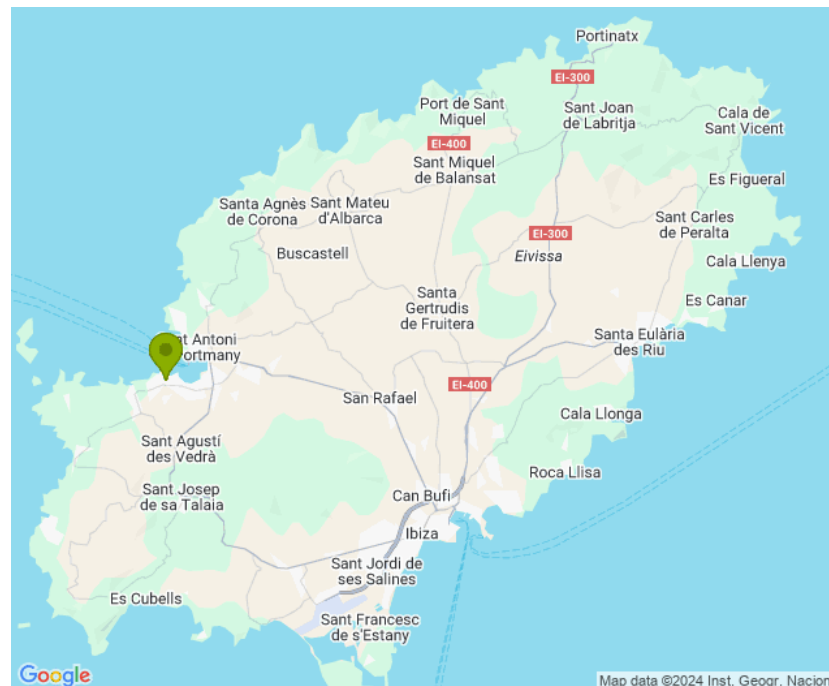 Portinatx
EI-300
Port de Sant
Miquel
Sant Joan
de Labritja
Cala de
Sant Vicent
EI-400
Sant Miquel
de Balansat
Es Figueral
Santa Agnès
de Corona
Sant Mateu
d'Albarca
Sant Carles
de Peralta
EI-300
Buscastell
Eivissa
Cala Llenya
Santa
Gertrudis
de Fruitera
Es Canar
Santa Eulària
des Riu
Antoni
EI-400
San Rafael
Cala Llonga
Sant Agustí
des Vedrà
Roca Llisa
Sant Josep
de sa Talaia
Can Bufi
Ibiza
Sant Jordi de
ses Salines
Es Cubells
Sant Francesc
de s'Estany
Google
Map data ©2024 Inst. Geogr. Nacion